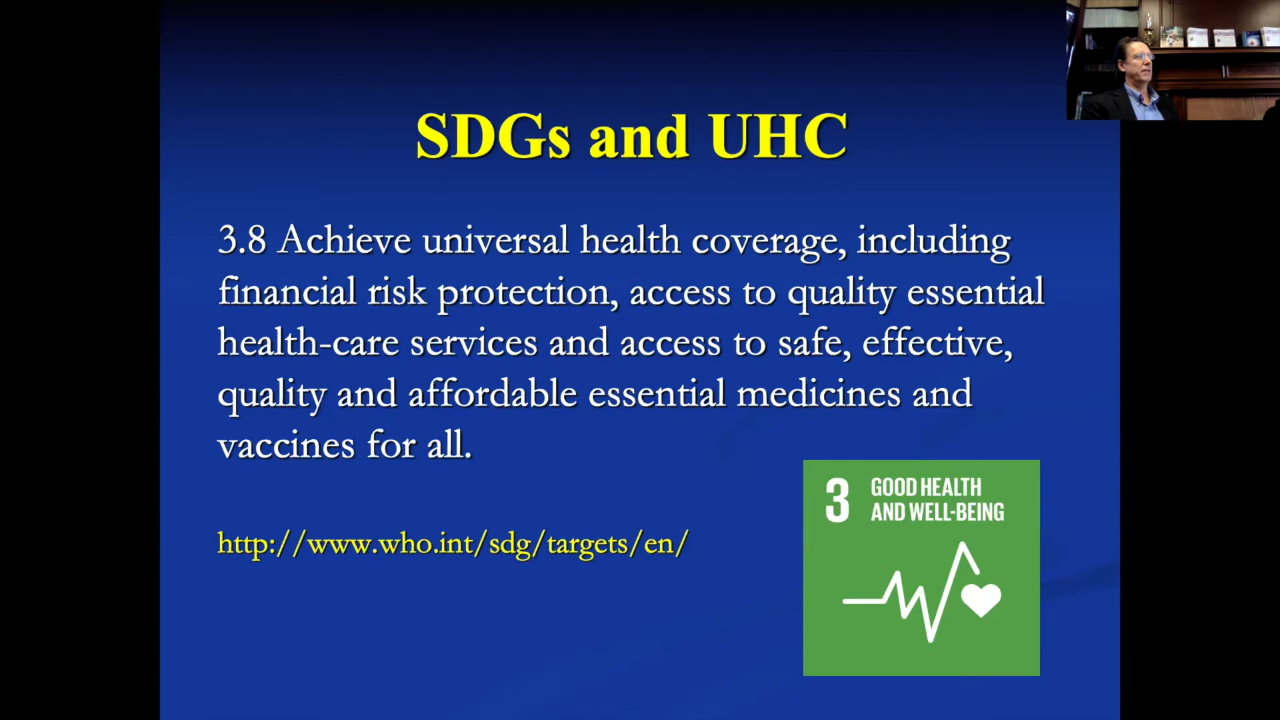 SDGs and UHC
3.8 Achieve universal health coverage, including
financial risk protection, access to quality essential
health-care services and access to safe, effective,
quality and affordable essential medicines and
vaccines for all.
3 GOOD HEALTH
AND WELL-BEING
http://www.who.int/sdg/targets/en/